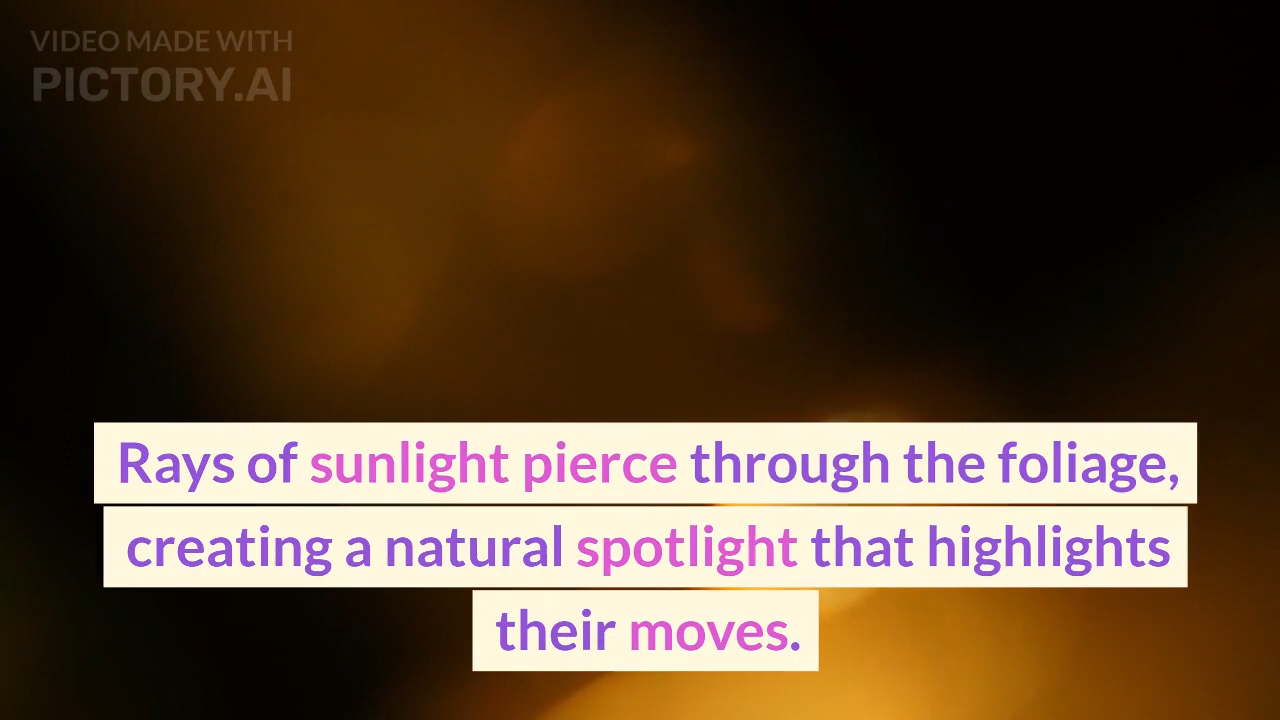 VIDEO MADE WITH
PICTORY.AI
Rays of sunlight pierce through the foliage,
creating a natural spotlight that highlights
their moves.